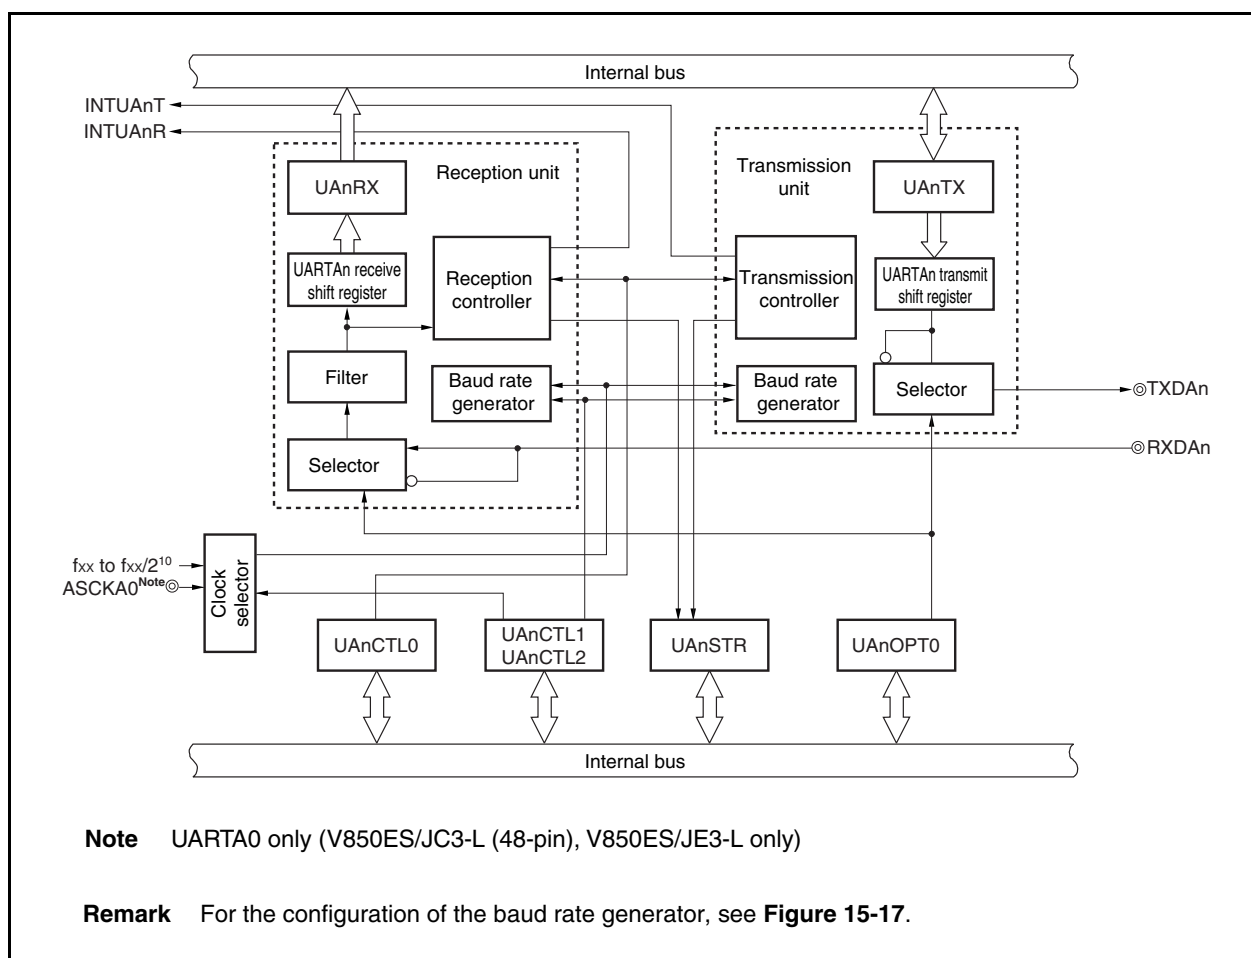 Internal bus
INTUAnT
INTUAnR
Reception unit
Transmission
unit
UAnRX
UAnTX
UARTAn receive
shift register
Reception
controller
Transmission
controller
UARTAn transmit
shift register
Filter
Baud rate
generator
Baud rate
generator
Selector
TXDAn
Selector
RXDAn
fxx to fxx/2¹⁰
ASCKA0Note
Clock
selector
UAnCTL0
UAnCTL1
UAnCTL2
UAnSTR
UAnOPT0
Internal bus
Note UARTA0 only (V850ES/JC3-L (48-pin), V850ES/JE3-L only)
Remark For the configuration of the baud rate generator, see Figure 15-17.